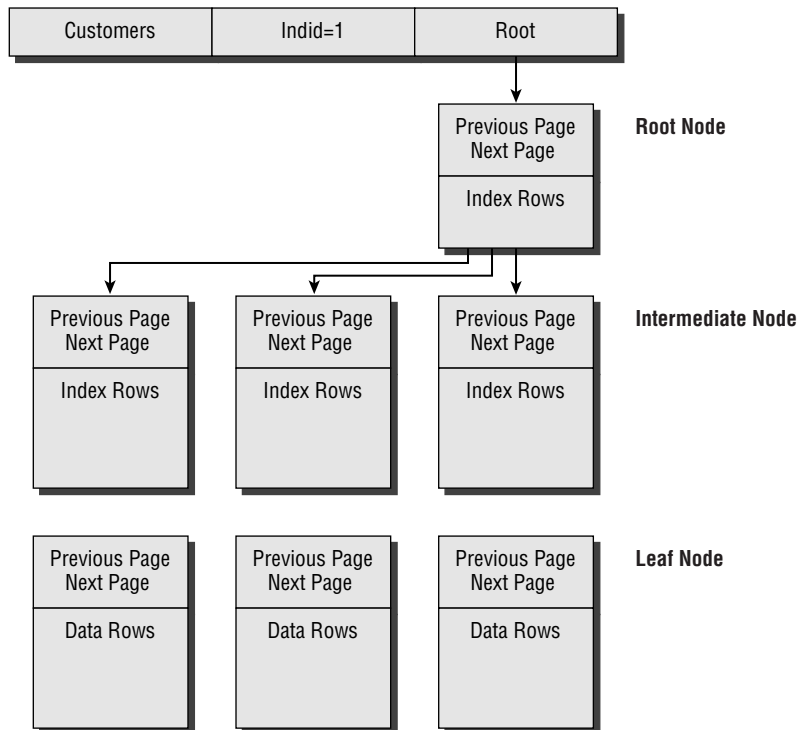 Customers Indid=1 Root
Previous Page
Next Page
Root Node
Index Rows
Previous Page Previous Page Previous Page Intermediate Node
Next Page Next Page Next Page
Index Rows Index Rows Index Rows
Previous Page Previous Page Previous Page Leaf Node
Next Page Next Page Next Page
Data Rows Data Rows Data Rows